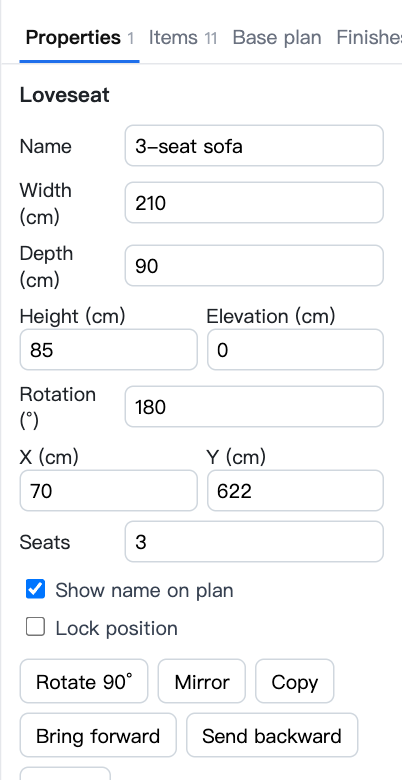 Properties 1 Items 11 Base plan Finishes
Loveseat
Name 3-seat sofa
Width
(cm) 210
Depth
(cm) 90
Height (cm) Elevation (cm)
85 0
Rotation
(°) 180
X (cm) Y (cm)
70 622
Seats 3
Show name on plan
Lock position
Rotate 90° Mirror Copy
Bring forward Send backward